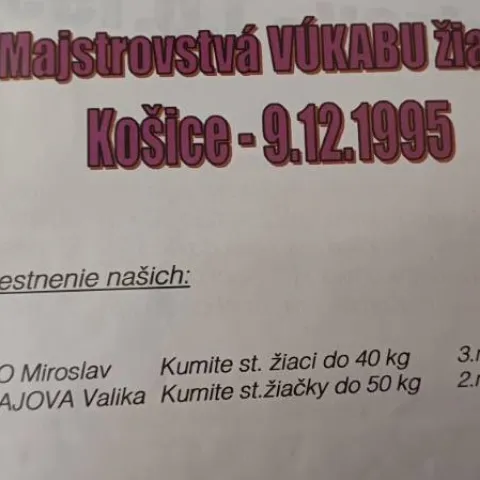 Majstrovstvá VÚKABU žia
Košice - 9.12.1995
estnenie našich:
O Miroslav Kumite st. žiaci do 40 kg 3.
AJOVA Valika Kumite st.žiačky do 50 kg 2.